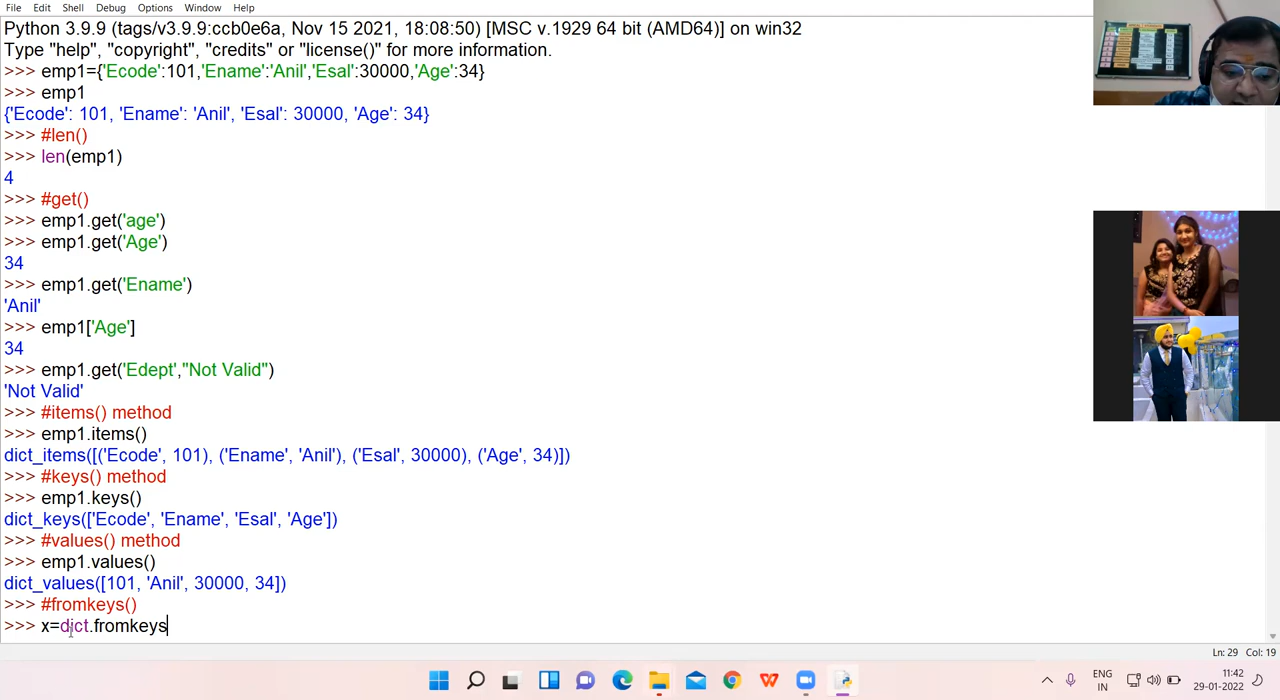 File Edit Shell Debug Options Window Help
Python 3.9.9 (tags/v3.9.9:ccb0e6a, Nov 15 2021, 18:08:50) [MSC v.1929 64 bit (AMD64)] on win32
Type "help", "copyright", "credits" or "license()" for more information.
>>> emp1={'Ecode':101,'Ename':'Anil','Esal':30000,'Age':34}
>>> emp1
{'Ecode': 101, 'Ename': 'Anil', 'Esal': 30000, 'Age': 34}
>>> #len()
>>> len(emp1)
4
>>> #get()
>>> emp1.get('age')
>>> emp1.get('Age')
34
>>> emp1.get('Ename')
'Anil'
>>> emp1['Age']
34
>>> emp1.get('Edept',"Not Valid")
'Not Valid'
>>> #items() method
>>> emp1.items()
dict_items([('Ecode', 101), ('Ename', 'Anil'), ('Esal', 30000), ('Age', 34)])
>>> #keys() method
>>> emp1.keys()
dict_keys(['Ecode', 'Ename', 'Esal', 'Age'])
>>> #values() method
>>> emp1.values()
dict_values([101, 'Anil', 30000, 34])
>>> #fromkeys()
>>> x=dict.fromkeys
Ln: 29 Col: 19
ENG 11:42
IN 29-01-2022